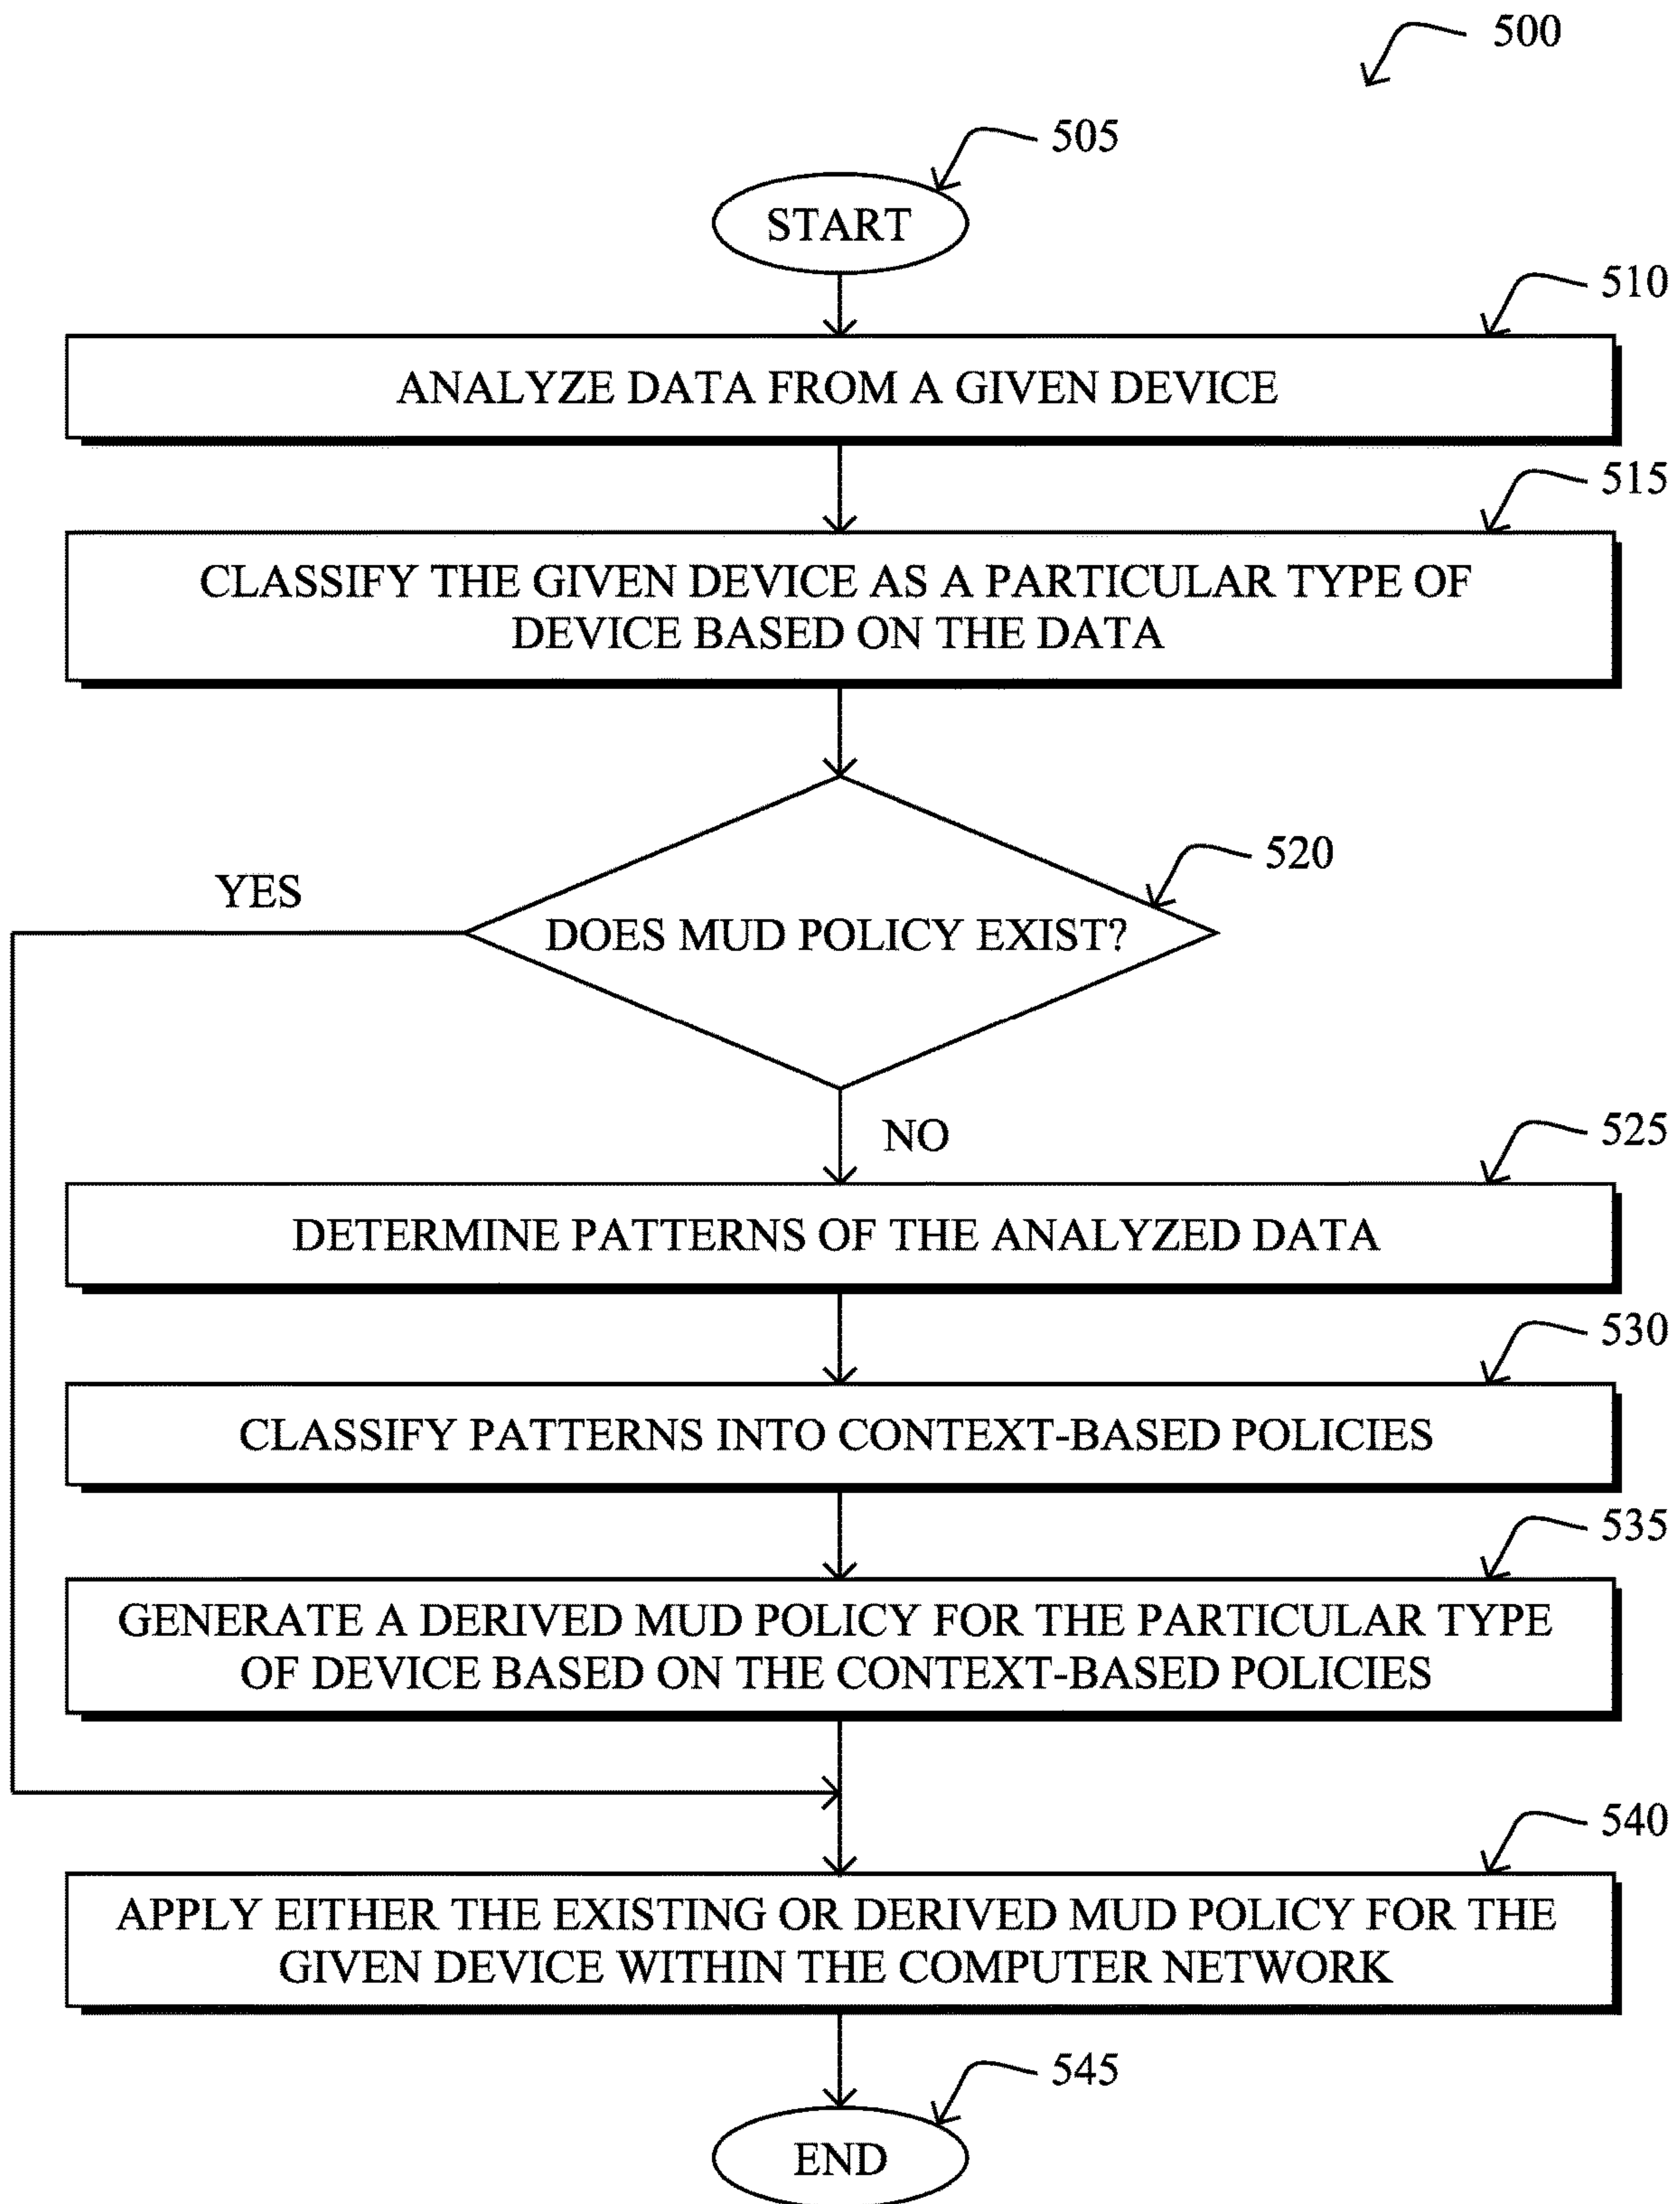 500
505
START
510
ANALYZE DATA FROM A GIVEN DEVICE
515
CLASSIFY THE GIVEN DEVICE AS A PARTICULAR TYPE OF
DEVICE BASED ON THE DATA
520
YES
DOES MUD POLICY EXIST?
NO
525
DETERMINE PATTERNS OF THE ANALYZED DATA
530
CLASSIFY PATTERNS INTO CONTEXT-BASED POLICIES
535
GENERATE A DERIVED MUD POLICY FOR THE PARTICULAR TYPE
OF DEVICE BASED ON THE CONTEXT-BASED POLICIES
540
APPLY EITHER THE EXISTING OR DERIVED MUD POLICY FOR THE
GIVEN DEVICE WITHIN THE COMPUTER NETWORK
545
END